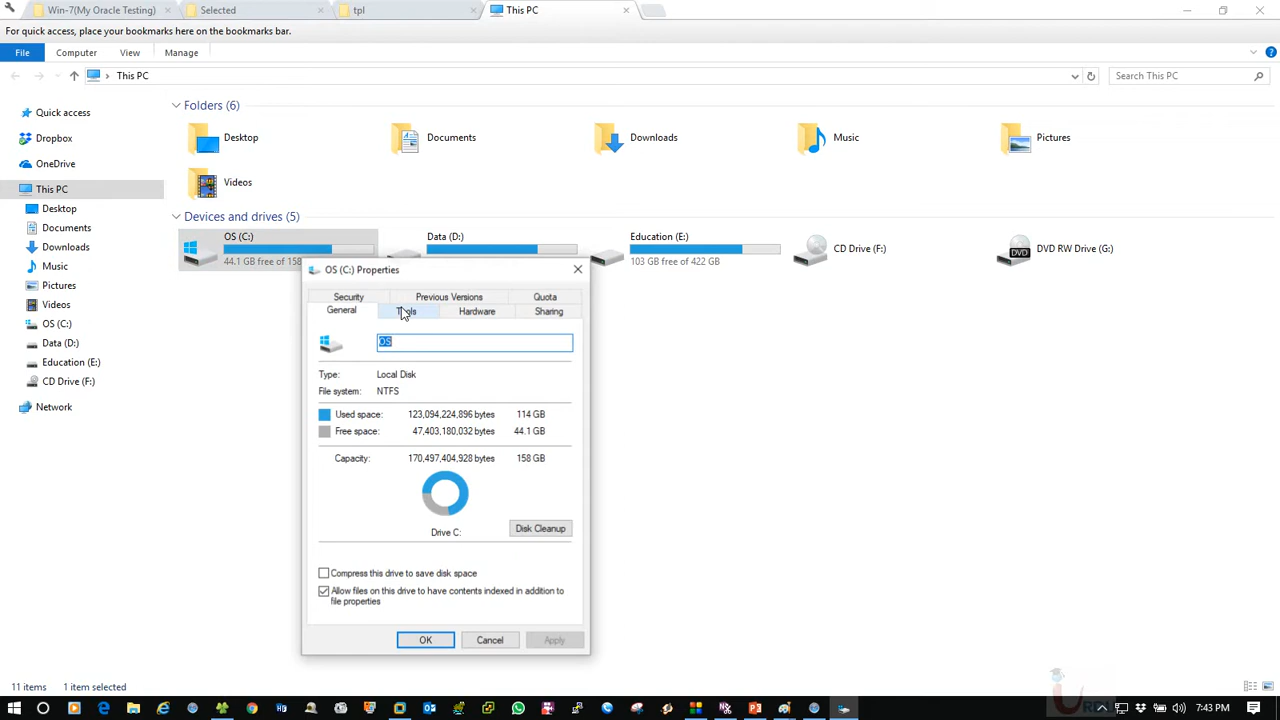 Win-7(My Oracle Testing) × Selected × tpl × This PC ×
For quick access, place your bookmarks here on the bookmarks bar.
File Computer View Manage
This PC
Search This PC
Quick access
Dropbox
OneDrive
This PC
Desktop
Documents
Downloads
Music
Pictures
Videos
OS (C:)
Data (D:)
Education (E:)
CD Drive (F:)
Network
Folders (6)
Desktop Documents Downloads Music Pictures
Videos
Devices and drives (5)
OS (C:)
44.1 GB free of 158
Data (D:)
Education (E:)
103 GB free of 422 GB
CD Drive (F:)
DVD RW Drive (G:)
DVD
OS (C:) Properties
Security Previous Versions Quota
General Tools Hardware Sharing
OS
Type: Local Disk
File system: NTFS
Used space: 123,094,224,896 bytes 114 GB
Free space: 47,403,180,032 bytes 44.1 GB
Capacity: 170,497,404,928 bytes 158 GB
Drive C:
Disk Cleanup
Compress this drive to save disk space
Allow files on this drive to have contents indexed in addition to
file properties
OK Cancel Apply
11 items 1 item selected
7:43 PM